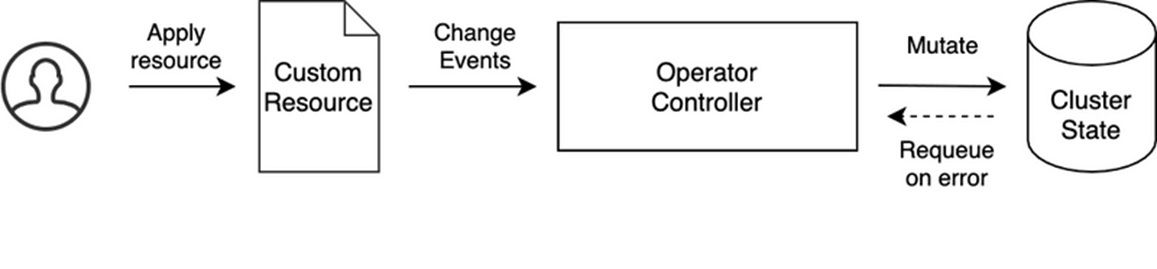 Apply
resource
Custom
Resource
Change
Events
Operator
Controller
Mutate
Requeue
on error
Cluster
State